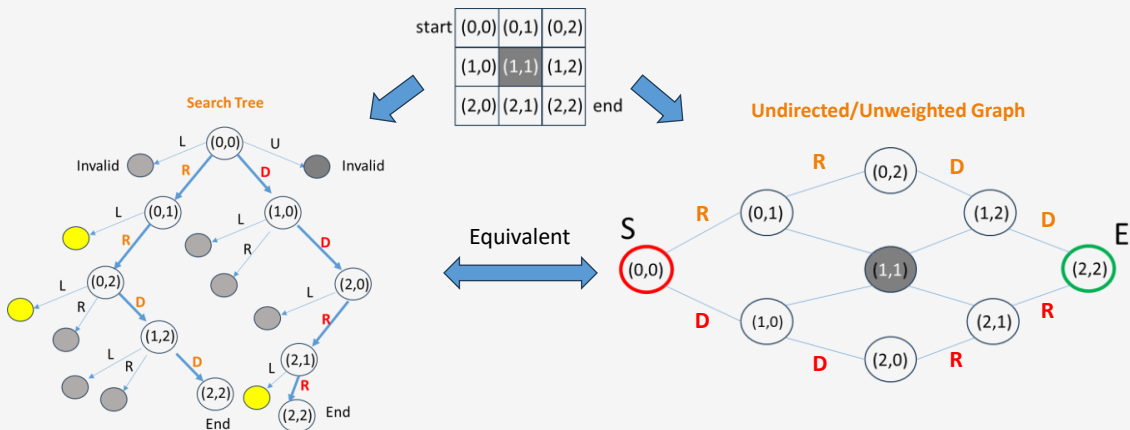 start (0,0) (0,1) (0,2)
(1,0) (1,1) (1,2)
(2,0) (2,1) (2,2) end
Search Tree
(0,0)
L U
Invalid Invalid
R D
(0,1) (1,0)
L L
R R D
(0,2) (2,0)
L R D L
R
(1,2) (2,1)
L R D L R
(2,2) (2,2) End
End
Equivalent
Undirected/Unweighted Graph
R (0,2) D
R (0,1) (1,2) D
S E
(0,0) (1,1) (2,2)
D (1,0) (2,1) R
D (2,0) R